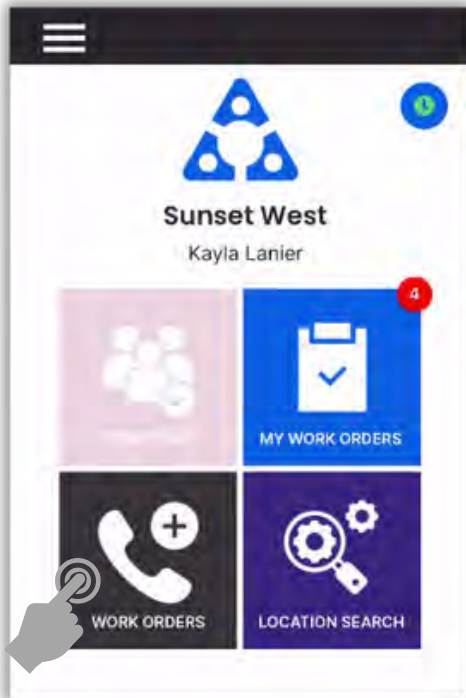 Sunset West
Kayla Lanier
4
MY WORK ORDERS
WORK ORDERS
LOCATION SEARCH